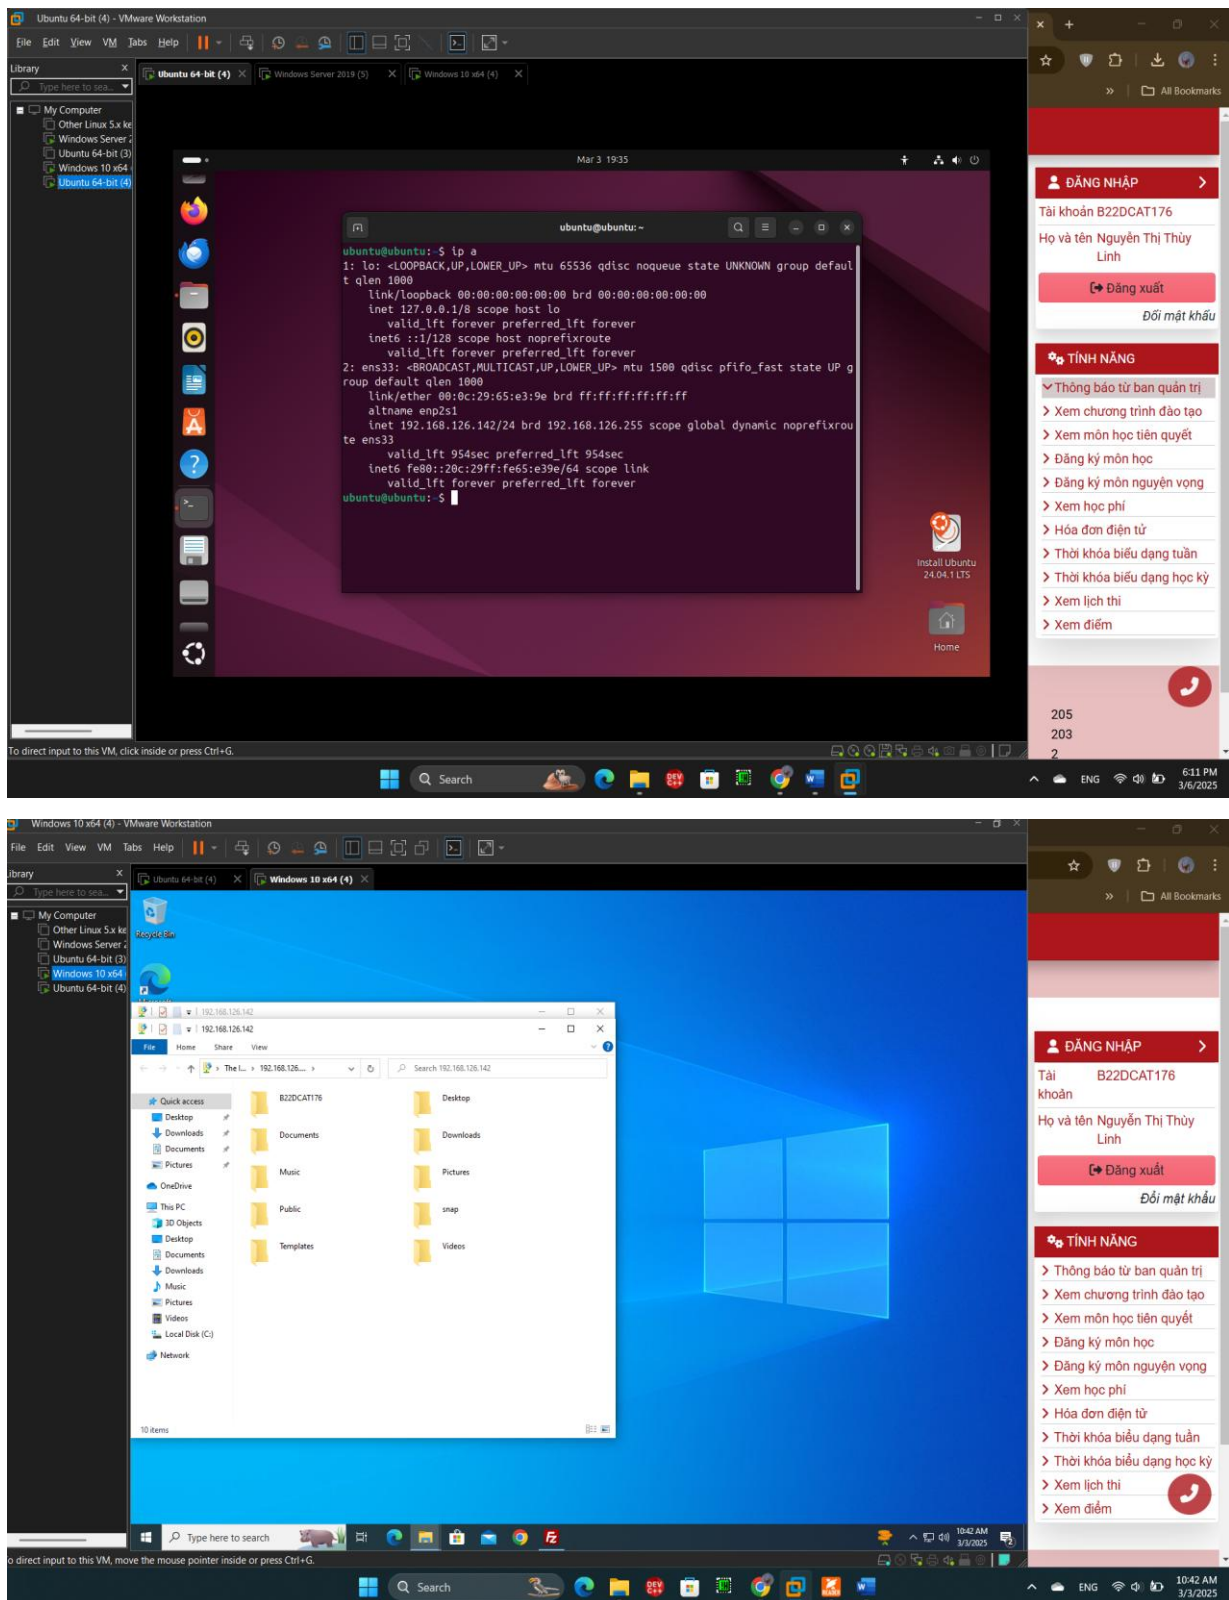 Ubuntu 64-bit (4) - VMware Workstation
File Edit View VM Tabs Help
Library
Type here to sea...
My Computer
Other Linux 5.x ke
Windows Server 2
Ubuntu 64-bit (3)
Windows 10 x64
Ubuntu 64-bit (4)
Ubuntu 64-bit (4)
Windows Server 2019 (5)
Windows 10 x64 (4)
Mar 3 19:35
ubuntu@ubuntu: ~
ubuntu@ubuntu:~$ ip a
1: lo: <LOOPBACK,UP,LOWER_UP> mtu 65536 qdisc noqueue state UNKNOWN group defaul
t qlen 1000
link/loopback 00:00:00:00:00:00 brd 00:00:00:00:00:00
inet 127.0.0.1/8 scope host lo
valid_lft forever preferred_lft forever
inet6 ::1/128 scope host noprefixroute
valid_lft forever preferred_lft forever
2: ens33: <BROADCAST,MULTICAST,UP,LOWER_UP> mtu 1500 qdisc pfifo_fast state UP g
roup default qlen 1000
link/ether 00:0c:29:65:e3:9e brd ff:ff:ff:ff:ff:ff
altname enp2s1
inet 192.168.126.142/24 brd 192.168.126.255 scope global dynamic noprefixrou
te ens33
valid_lft 954sec preferred_lft 954sec
inet6 fe80::20c:29ff:fe65:e39e/64 scope link
valid_lft forever preferred_lft forever
ubuntu@ubuntu:~$
Install Ubuntu
24.04.1 LTS
Home
To direct input to this VM, click inside or press Ctrl+G.
All Bookmarks
ĐĂNG NHẬP
Tài khoản B22DCAT176
Họ và tên Nguyễn Thị Thùy
Linh
Đăng xuất
Đổi mật khẩu
TÍNH NĂNG
Thông báo từ ban quản trị
Xem chương trình đào tạo
Xem môn học tiên quyết
Đăng ký môn học
Đăng ký môn nguyện vọng
Xem học phí
Hóa đơn điện tử
Thời khóa biểu dạng tuần
Thời khóa biểu dạng học kỳ
Xem lịch thi
Xem điểm
205
203
2
Search
ENG
6:11 PM
3/6/2025
Windows 10 x64 (4) - VMware Workstation
File Edit View VM Tabs Help
ibrary
Type here to sea...
My Computer
Other Linux 5.x ke
Windows Server 2
Ubuntu 64-bit (3)
Windows 10 x64
Ubuntu 64-bit (4)
Ubuntu 64-bit (4)
Windows 10 x64 (4)
Recycle Bin
192.168.126.142
192.168.126.142
File Home Share View
The I... > 192.168.126....
Search 192.168.126.142
Quick access
Desktop
Downloads
Documents
Pictures
OneDrive
This PC
3D Objects
Desktop
Documents
Downloads
Music
Pictures
Videos
Local Disk (C:)
Network
B22DCAT176
Desktop
Documents
Downloads
Music
Pictures
Public
snap
Templates
Videos
10 items
Type here to search
10:42 AM
3/3/2025
o direct input to this VM, move the mouse pointer inside or press Ctrl+G.
All Bookmarks
ĐĂNG NHẬP
Tài B22DCAT176
khoản
Họ và tên Nguyễn Thị Thùy
Linh
Đăng xuất
Đổi mật khẩu
TÍNH NĂNG
Thông báo từ ban quản trị
Xem chương trình đào tạo
Xem môn học tiên quyết
Đăng ký môn học
Đăng ký môn nguyện vọng
Xem học phí
Hóa đơn điện tử
Thời khóa biểu dạng tuần
Thời khóa biểu dạng học kỳ
Xem lịch thi
Xem điểm
Search
ENG
10:42 AM
3/3/2025